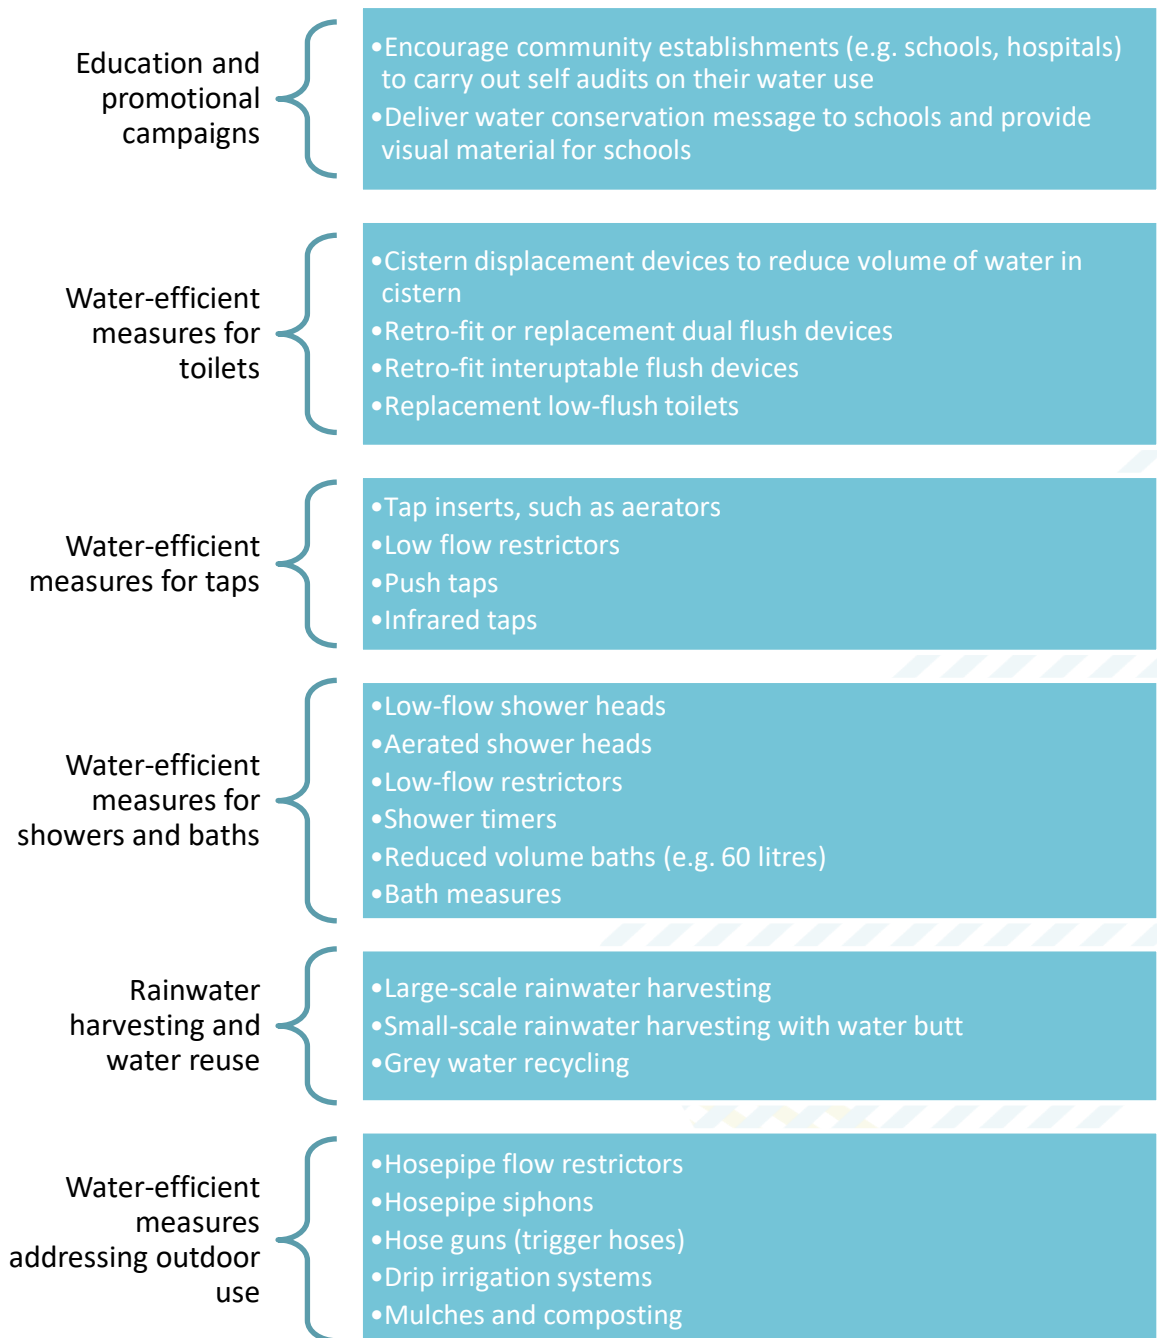 Education and
promotional
campaigns
•Encourage community establishments (e.g. schools, hospitals)
to carry out self audits on their water use
•Deliver water conservation message to schools and provide
visual material for schools
Water-efficient
measures for
toilets
•Cistern displacement devices to reduce volume of water in
cistern
•Retro-fit or replacement dual flush devices
•Retro-fit interuptable flush devices
•Replacement low-flush toilets
Water-efficient
measures for taps
•Tap inserts, such as aerators
•Low flow restrictors
•Push taps
•Infrared taps
Water-efficient
measures for
showers and baths
•Low-flow shower heads
•Aerated shower heads
•Low-flow restrictors
•Shower timers
•Reduced volume baths (e.g. 60 litres)
•Bath measures
Rainwater
harvesting and
water reuse
•Large-scale rainwater harvesting
•Small-scale rainwater harvesting with water butt
•Grey water recycling
Water-efficient
measures
addressing outdoor
use
•Hosepipe flow restrictors
•Hosepipe siphons
•Hose guns (trigger hoses)
•Drip irrigation systems
•Mulches and composting